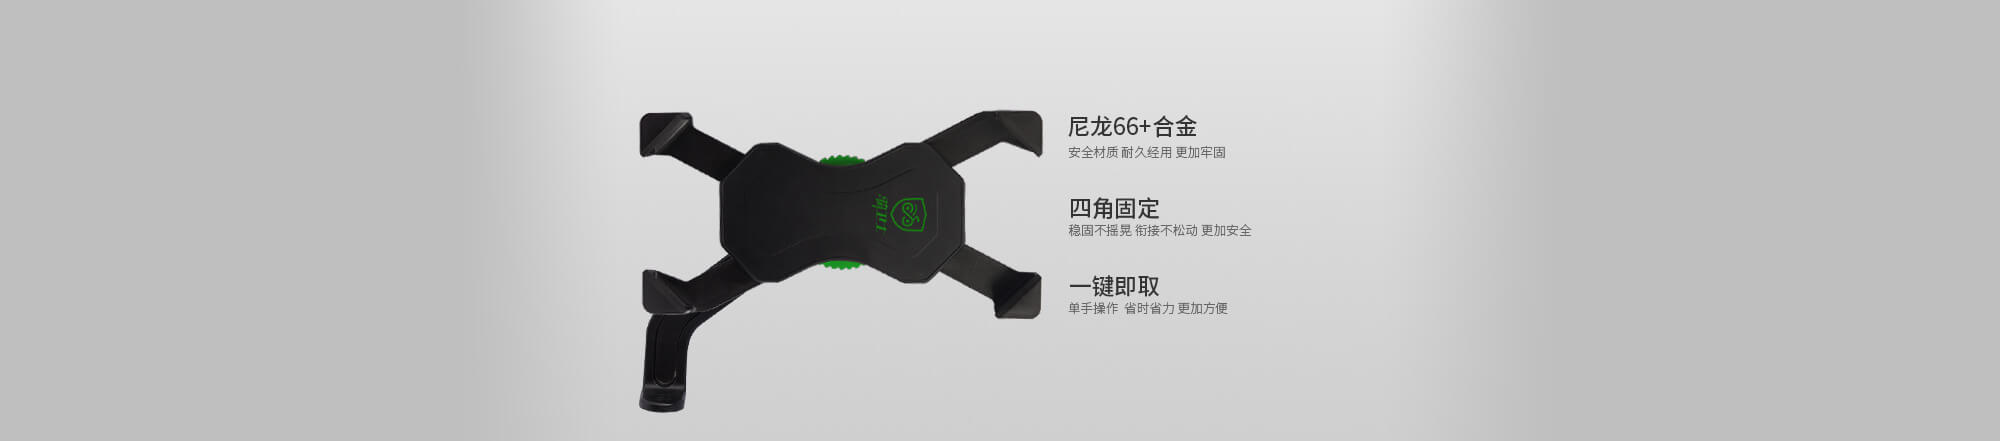 尼龙66+合金
安全材质 耐久经用 更加牢固
四角固定
稳固不摇晃 衔接不松动 更加安全
一键即取
单手操作 省时省力 更加方便